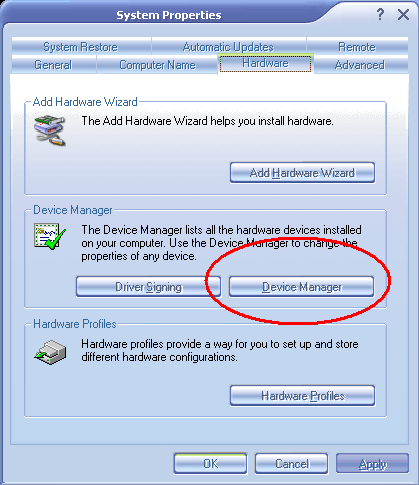 System Properties
System Restore Automatic Updates Remote
General Computer Name Hardware Advanced
Add Hardware Wizard
The Add Hardware Wizard helps you install hardware.
Add Hardware Wizard
Device Manager
The Device Manager lists all the hardware devices installed
on your computer. Use the Device Manager to change the
properties of any device.
Driver Signing Device Manager
Hardware Profiles
Hardware profiles provide a way for you to set up and store
different hardware configurations.
Hardware Profiles
OK Cancel Apply